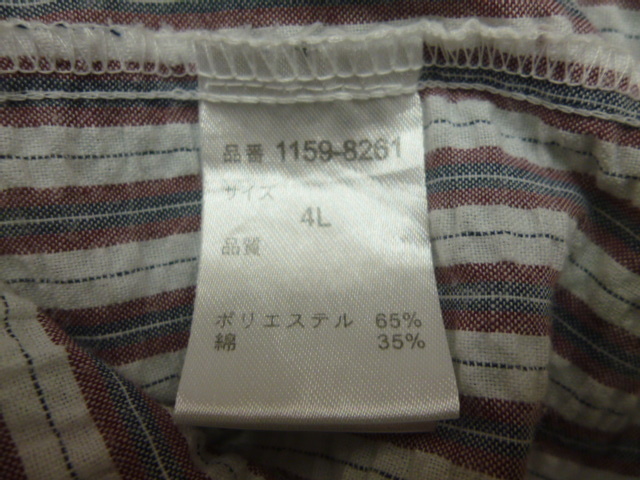 品番 1159-8261
サイズ
4L
品質
ポリエステル 65%
綿 35%